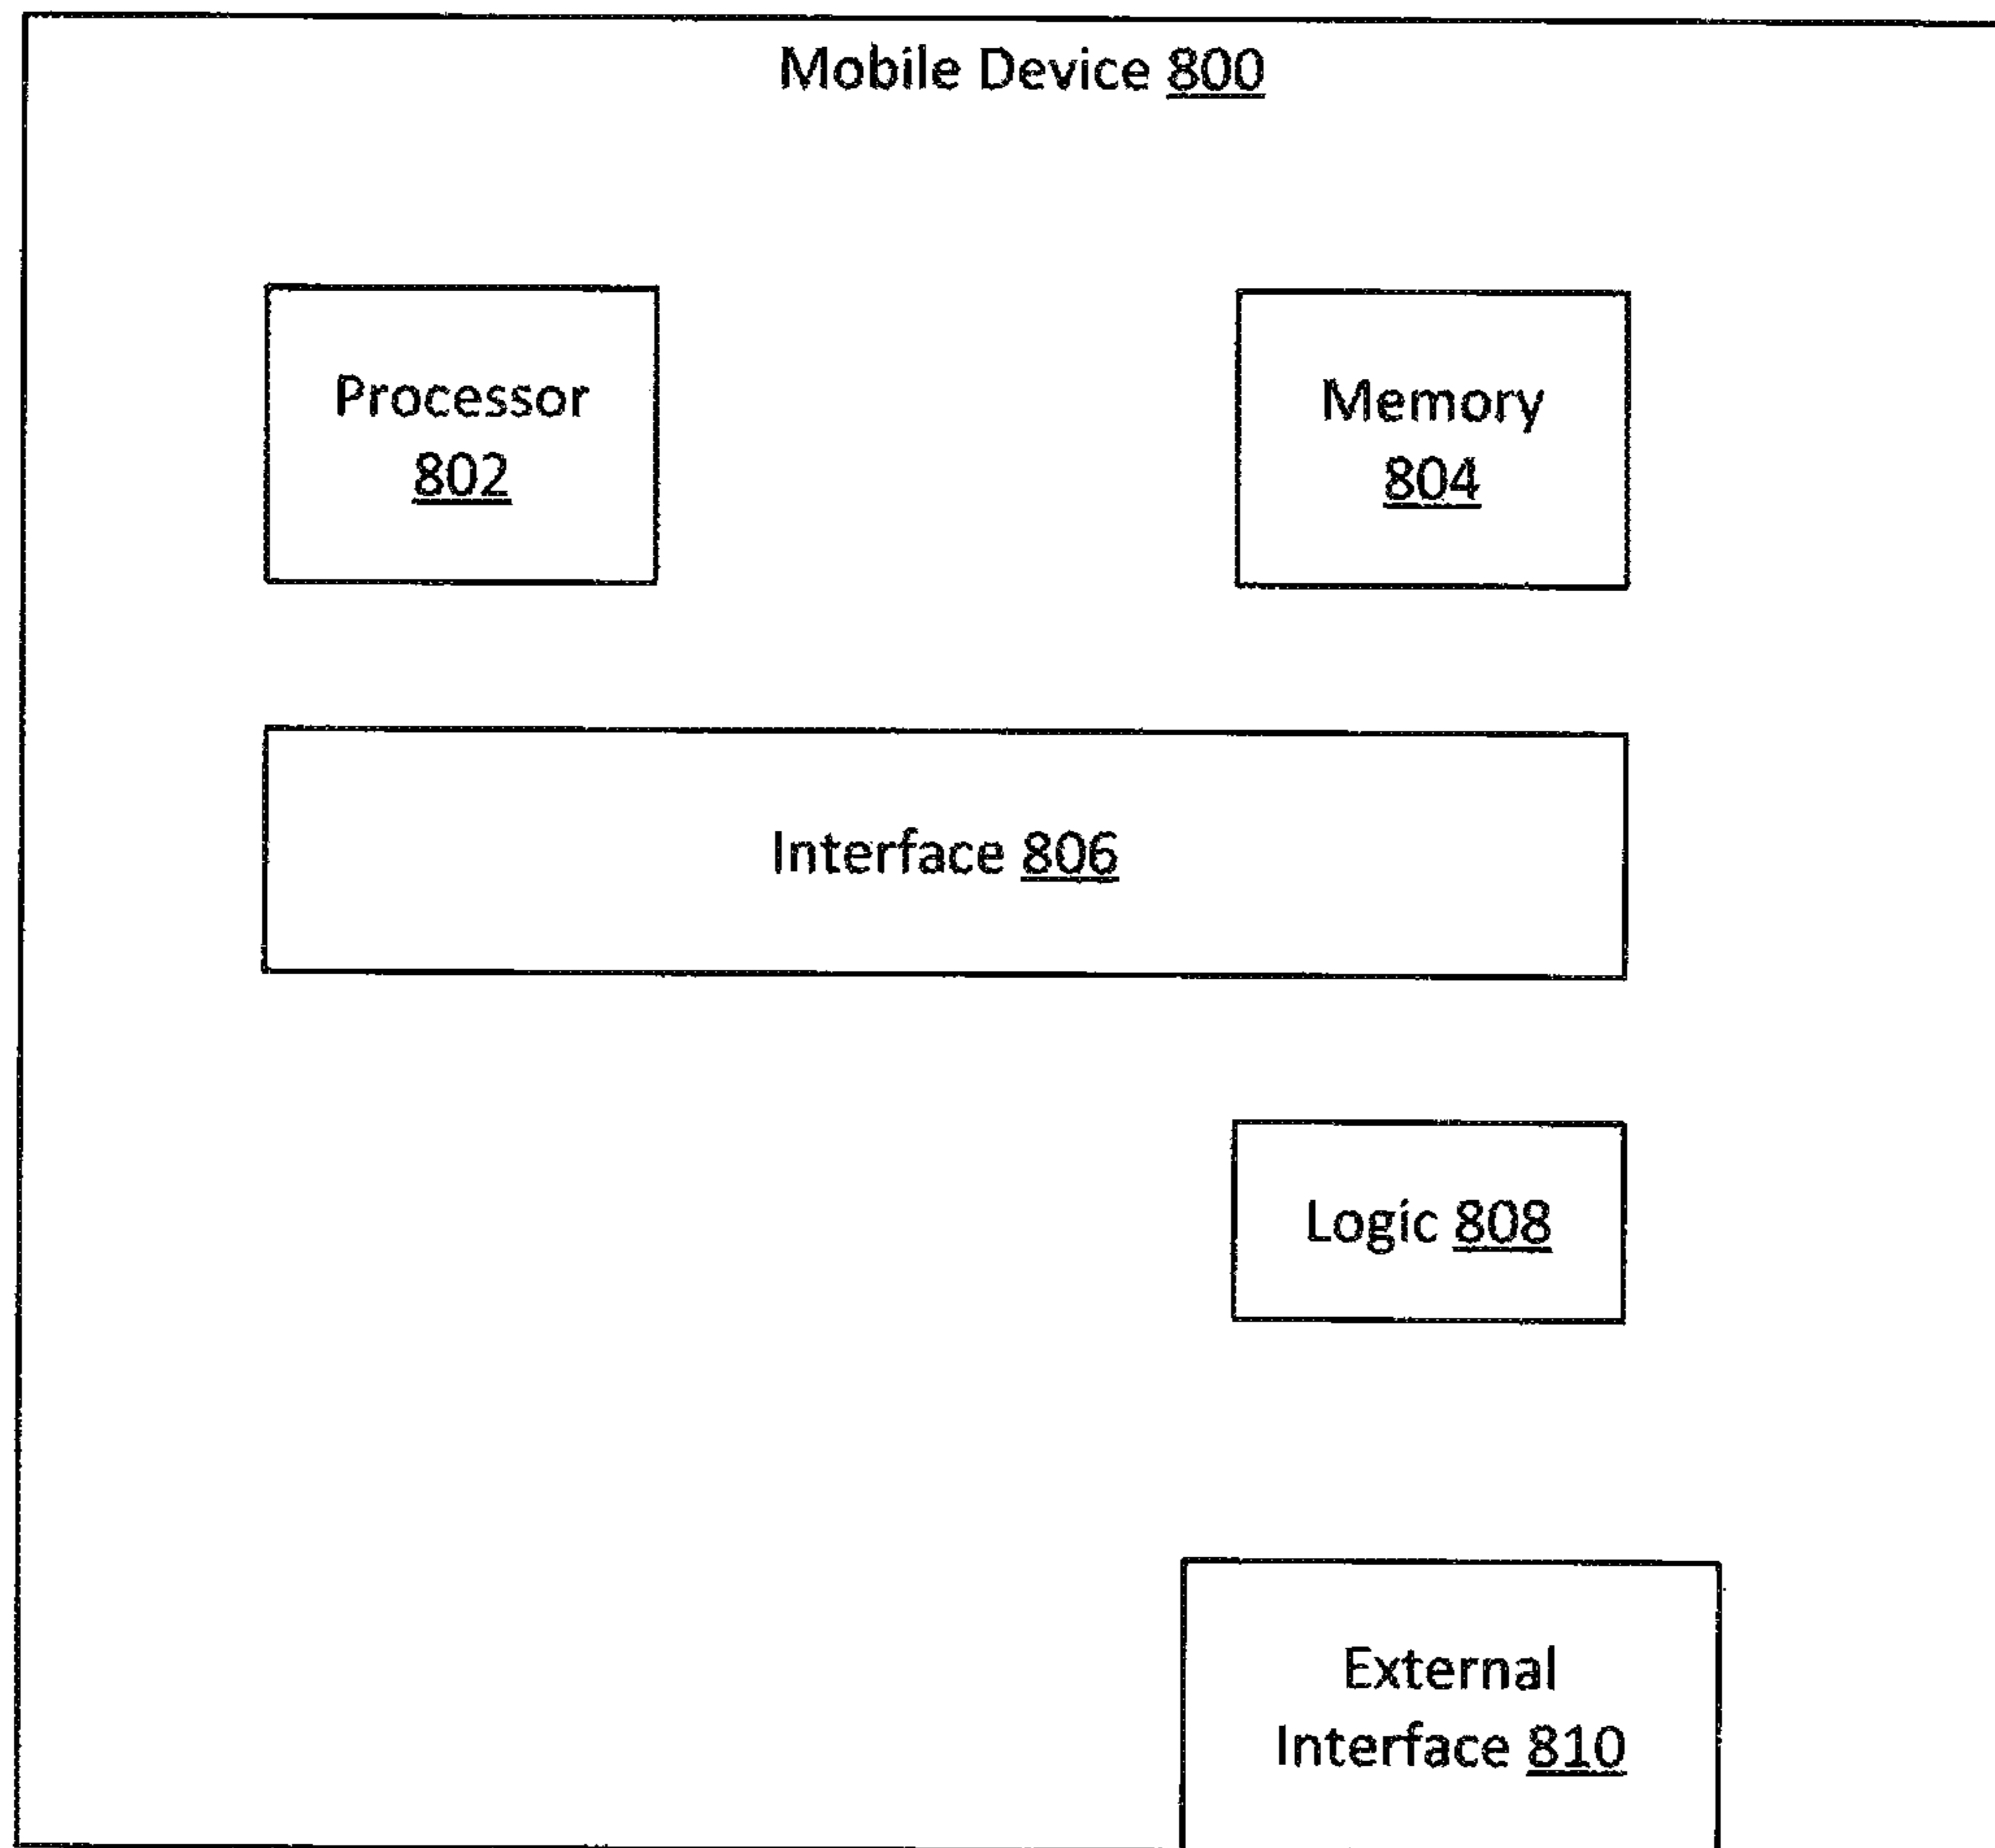 Mobile Device 800
Processor
802
Memory
804
Interface 806
Logic 808
External
Interface 810